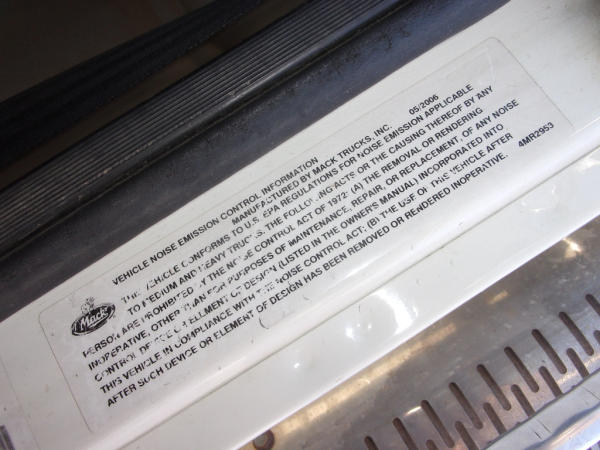 VEHICLE NOISE EMISSION CONTROL INFORMATION
MANUFACTURED BY MACK TRUCKS, INC. 05/2006
THIS VEHICLE CONFORMS TO U.S. EPA REGULATIONS FOR NOISE EMISSION APPLICABLE
TO MEDIUM AND HEAVY TRUCKS. THE FOLLOWING ACTS OR THE CAUSING THEREOF BY ANY
PERSON ARE PROHIBITED BY THE NOISE CONTROL ACT OF 1972: (A) THE REMOVAL OR RENDERING
INOPERATIVE, OTHER THAN FOR PURPOSES OF MAINTENANCE, REPAIR, OR REPLACEMENT, OF ANY NOISE
CONTROL DEVICE OR ELLMENT OF DESIGN (LISTED IN THE OWNER'S MANUAL) INCORPORATED INTO
THIS VEHICLE IN COMPLIANCE WITH THE NOISE CONTROL ACT; (B) THE USE OF THIS VEHICLE AFTER
AFTER SUCH DEVICE OR ELEMENT OF DESIGN HAS BEEN REMOVED OR RENDERED INOPERATIVE. 4MR2953
Mack